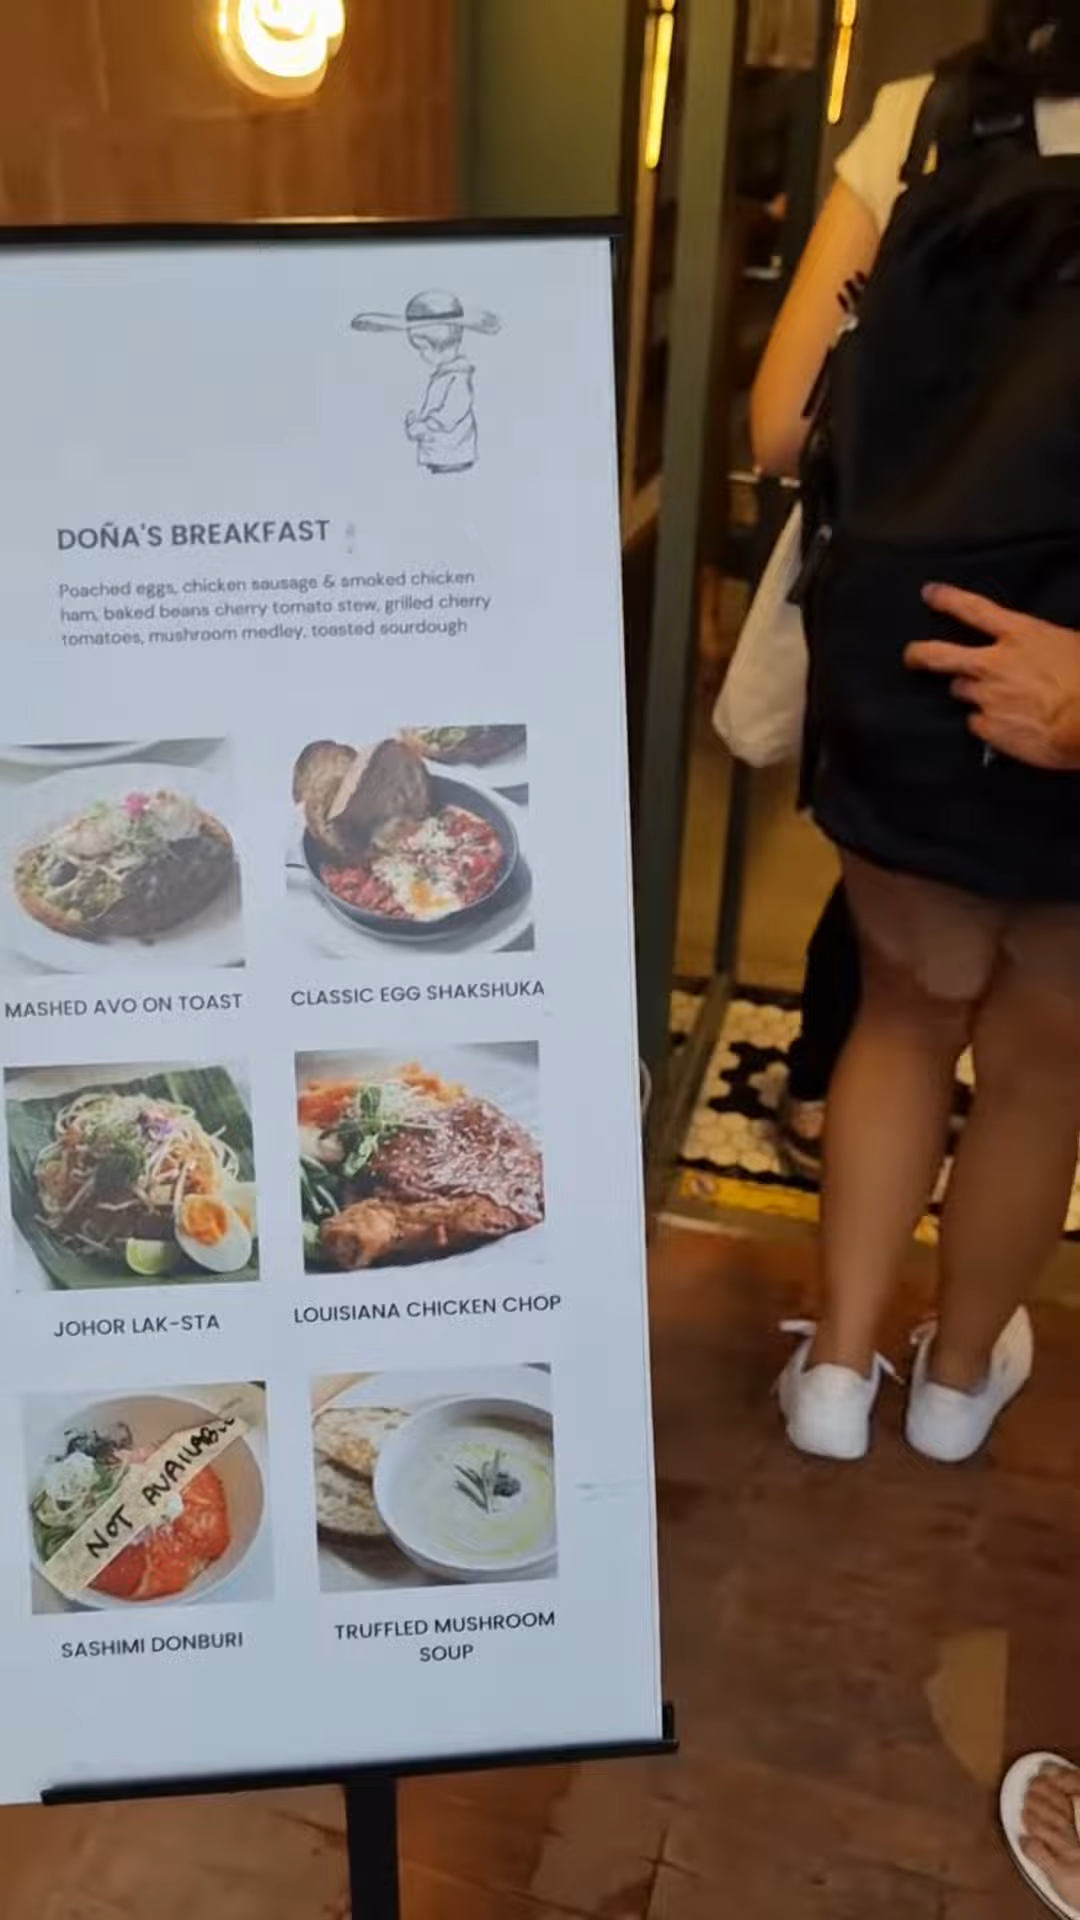 DOÑA'S BREAKFAST
Poached eggs, chicken sausage & smoked chicken
ham, baked beans cherry tomato stew, grilled cherry
tomatoes, mushroom medley, toasted sourdough
MASHED AVO ON TOAST
CLASSIC EGG SHAKSHUKA
JOHOR LAK-STA
LOUISIANA CHICKEN CHOP
NOT AVAILABLE
SASHIMI DONBURI
TRUFFLED MUSHROOM
SOUP